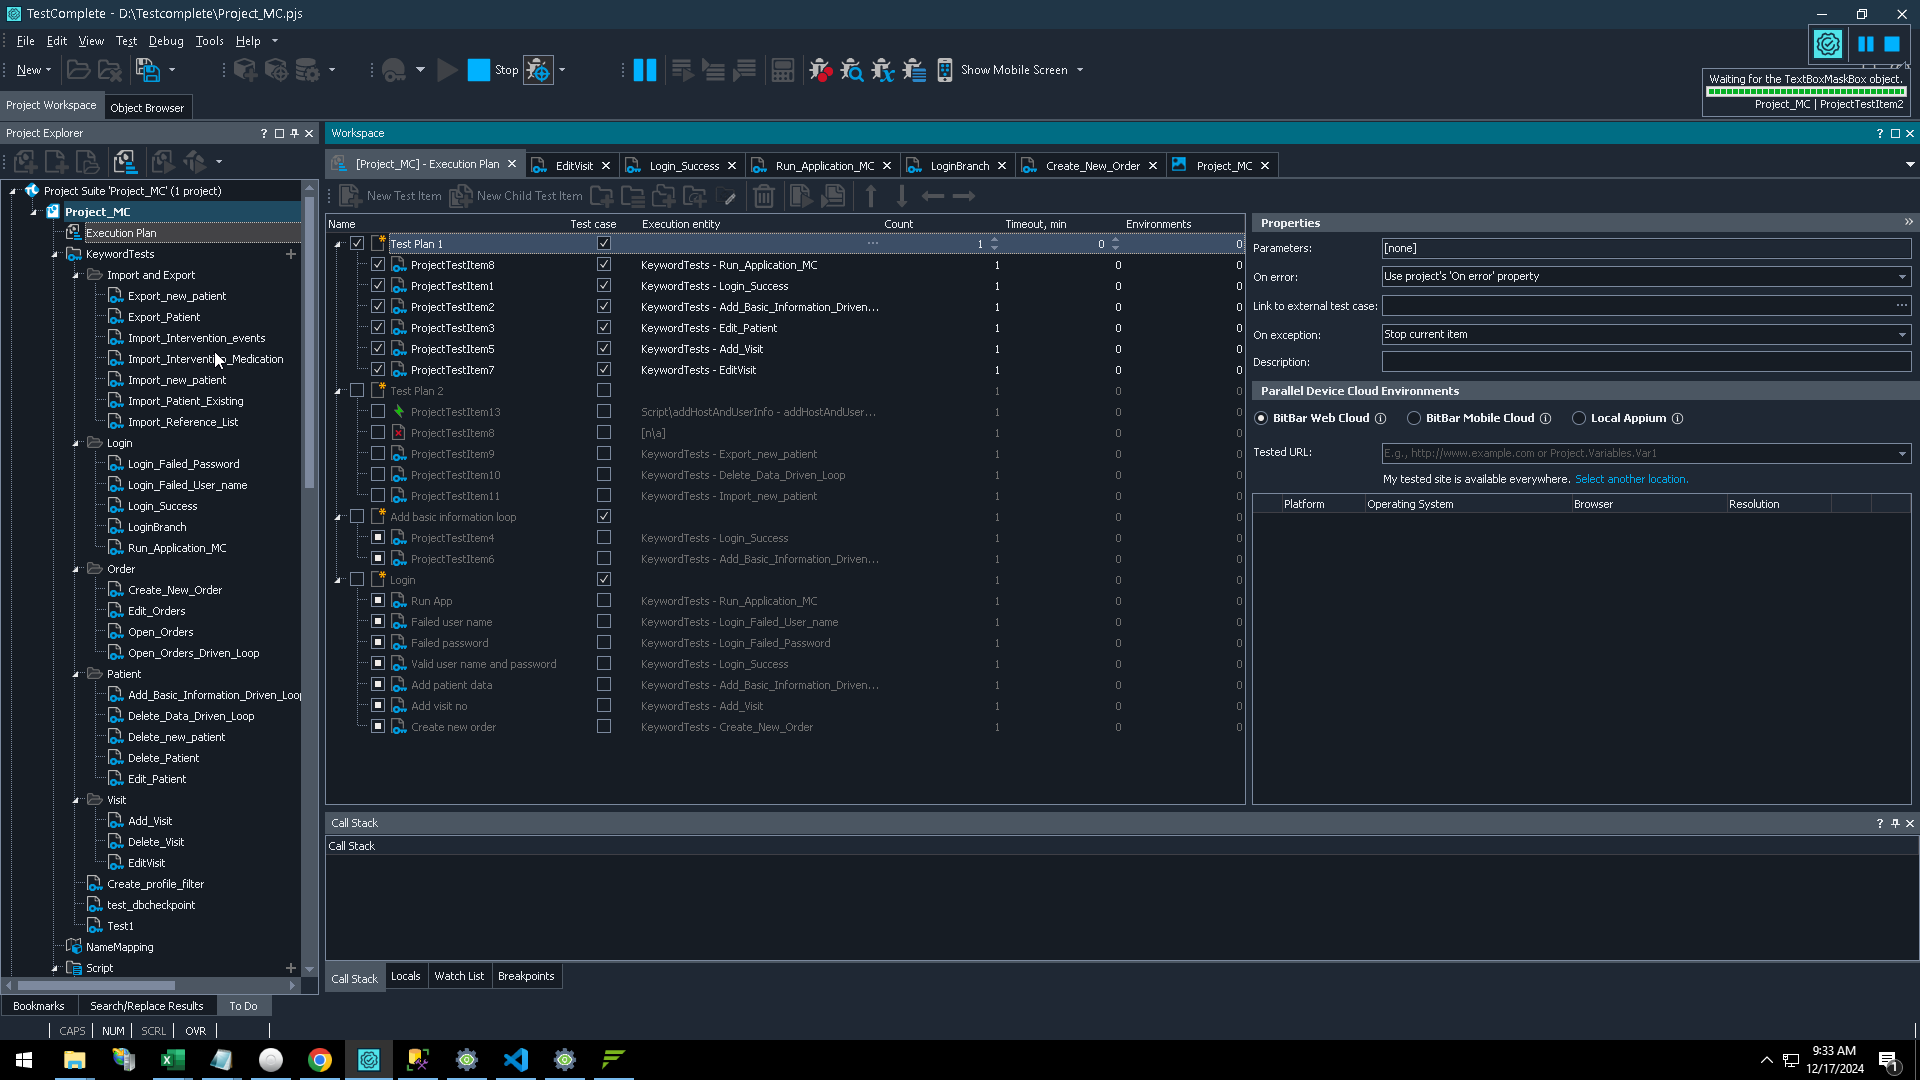 TestComplete - D:\Testcomplete\Project_MC.pjs
File Edit View Test Debug Tools Help
New
Stop
Show Mobile Screen
Waiting for the TextBoxMaskBox object.
Project_MC | ProjectTestItem2
Project Workspace
Object Browser
Project Explorer
Project Suite 'Project_MC' (1 project)
Project_MC
Execution Plan
KeywordTests
Import and Export
Export_new_patient
Export_Patient
Import_Intervention_events
Import_Intervention_Medication
Import_new_patient
Import_Patient_Existing
Import_Reference_List
Login
Login_Failed_Password
Login_Failed_User_name
Login_Success
LoginBranch
Run_Application_MC
Order
Create_New_Order
Edit_Orders
Open_Orders
Open_Orders_Driven_Loop
Patient
Add_Basic_Information_Driven_Loop
Delete_Data_Driven_Loop
Delete_new_patient
Delete_Patient
Edit_Patient
Visit
Add_Visit
Delete_Visit
EditVisit
Create_profile_filter
test_dbcheckpoint
Test1
NameMapping
Script
Bookmarks
Search/Replace Results
To Do
Workspace
[Project_MC] - Execution Plan
EditVisit
Login_Success
Run_Application_MC
LoginBranch
Create_New_Order
Project_MC
New Test Item
New Child Test Item
Name Test case Execution entity Count Timeout, min Environments
Test Plan 1 ... 1 0 0
ProjectTestItem8 KeywordTests - Run_Application_MC 1 0 0
ProjectTestItem1 KeywordTests - Login_Success 1 0 0
ProjectTestItem2 KeywordTests - Add_Basic_Information_Driven... 1 0 0
ProjectTestItem3 KeywordTests - Edit_Patient 1 0 0
ProjectTestItem5 KeywordTests - Add_Visit 1 0 0
ProjectTestItem7 KeywordTests - EditVisit 1 0 0
Test Plan 2 1 0 0
ProjectTestItem13 Script\addHostAndUserInfo - addHostAndUser... 1 0 0
ProjectTestItem8 [n\a] 1 0 0
ProjectTestItem9 KeywordTests - Export_new_patient 1 0 0
ProjectTestItem10 KeywordTests - Delete_Data_Driven_Loop 1 0 0
ProjectTestItem11 KeywordTests - Import_new_patient 1 0 0
Add basic information loop 1 0 0
ProjectTestItem4 KeywordTests - Login_Success 1 0 0
ProjectTestItem6 KeywordTests - Add_Basic_Information_Driven... 1 0 0
Login 1 0 0
Run App KeywordTests - Run_Application_MC 1 0 0
Failed user name KeywordTests - Login_Failed_User_name 1 0 0
Failed password KeywordTests - Login_Failed_Password 1 0 0
Valid user name and password KeywordTests - Login_Success 1 0 0
Add patient data KeywordTests - Add_Basic_Information_Driven... 1 0 0
Add visit no KeywordTests - Add_Visit 1 0 0
Create new order KeywordTests - Create_New_Order 1 0 0
Properties
Parameters: [none]
On error: Use project's 'On error' property
Link to external test case: ...
On exception: Stop current item
Description:
Parallel Device Cloud Environments
BitBar Web Cloud
BitBar Mobile Cloud
Local Appium
Tested URL: E.g., http://www.example.com or Project.Variables.Var1
My tested site is available everywhere. Select another location.
Platform Operating System Browser Resolution
Call Stack
Call Stack
Call Stack
Locals
Watch List
Breakpoints
CAPS NUM SCRL OVR
9:33 AM
12/17/2024
1